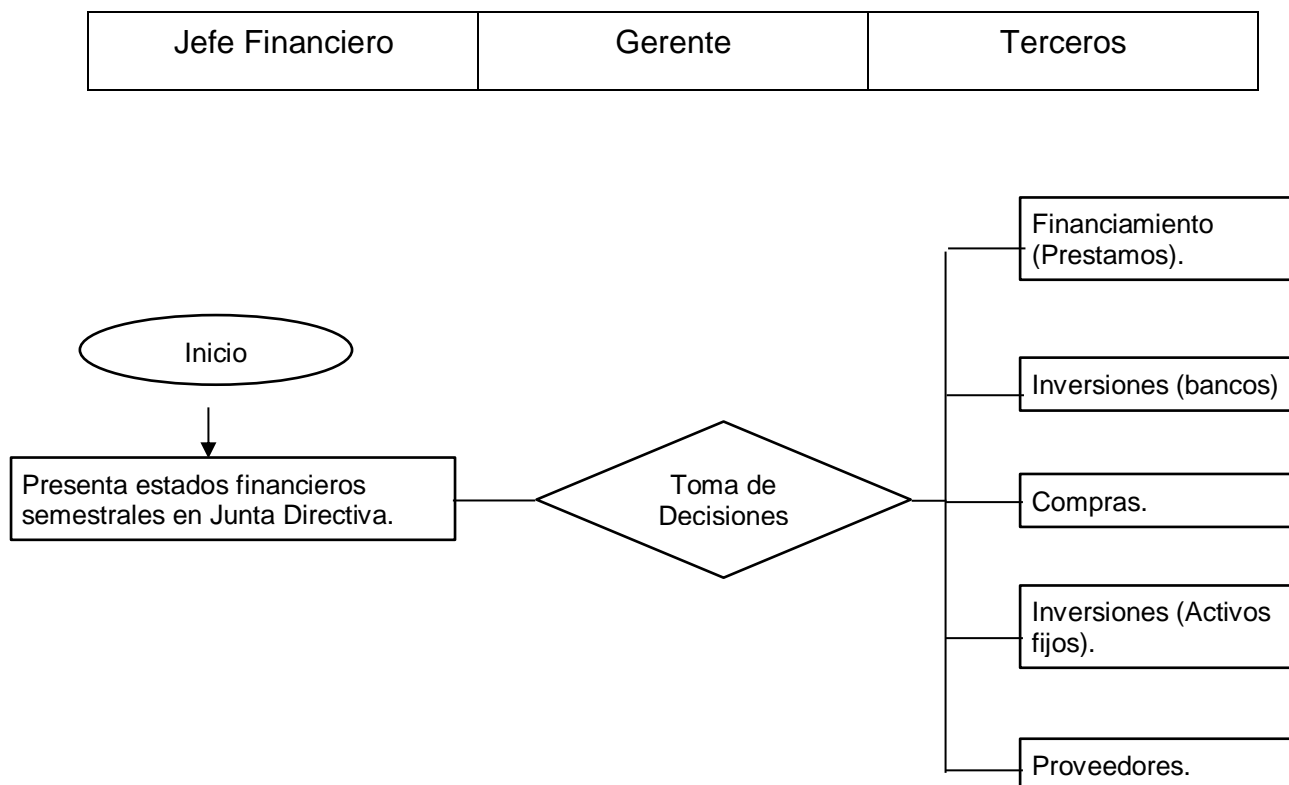 Jefe Financiero
Gerente
Terceros
Financiamiento
(Prestamos).
Inicio
Inversiones (bancos)
Presenta estados financieros
semestrales en Junta Directiva.
Toma de
Decisiones
Compras.
Inversiones (Activos
fijos).
Proveedores.